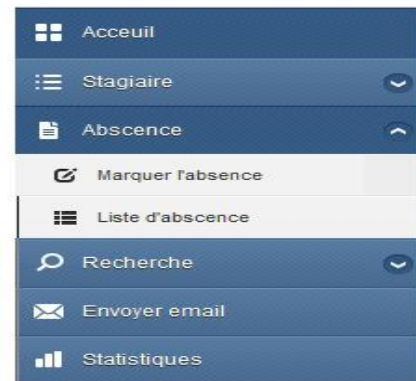 Acceuil
Stagiaire
Abscence
Marquer l'absence
Liste d'abscence
Recherche
Envoyer email
Statistiques